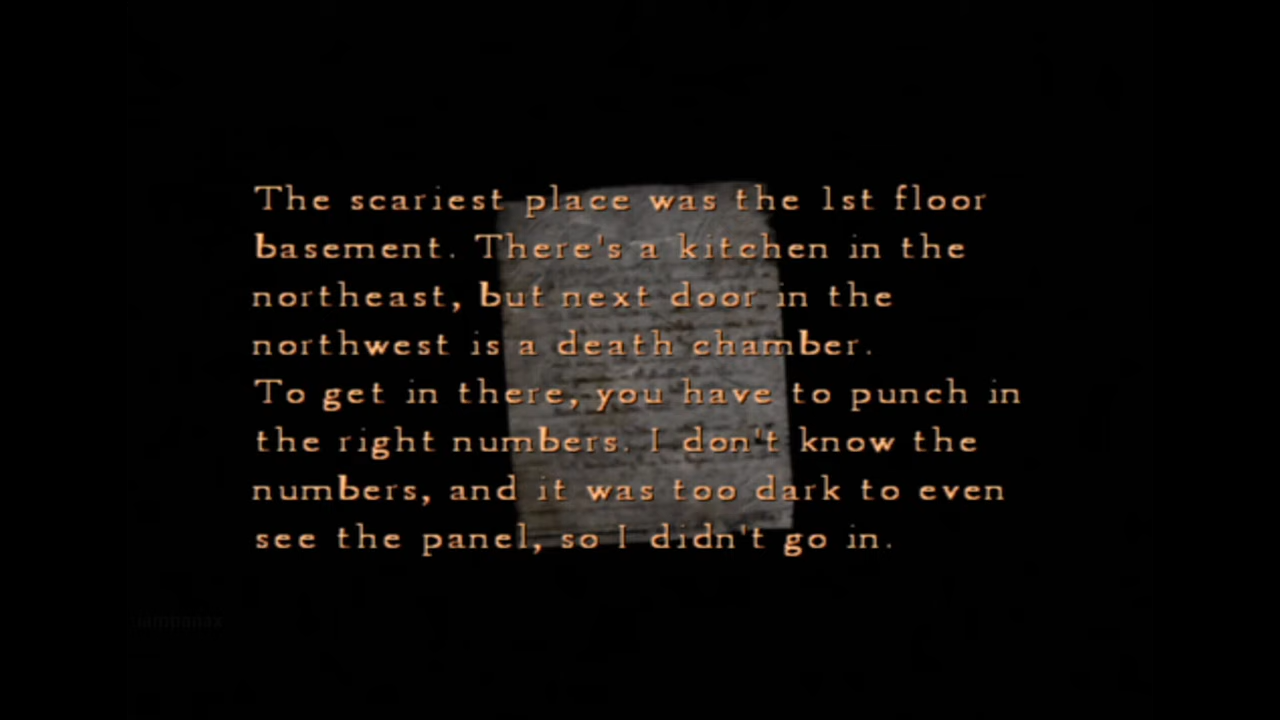 The scariest place was the 1st floor
basement. There's a kitchen in the
northeast, but next door in the
northwest is a death chamber.
To get in there, you have to punch in
the right numbers. I don't know the
numbers, and it was too dark to even
see the panel, so I didn't go in.